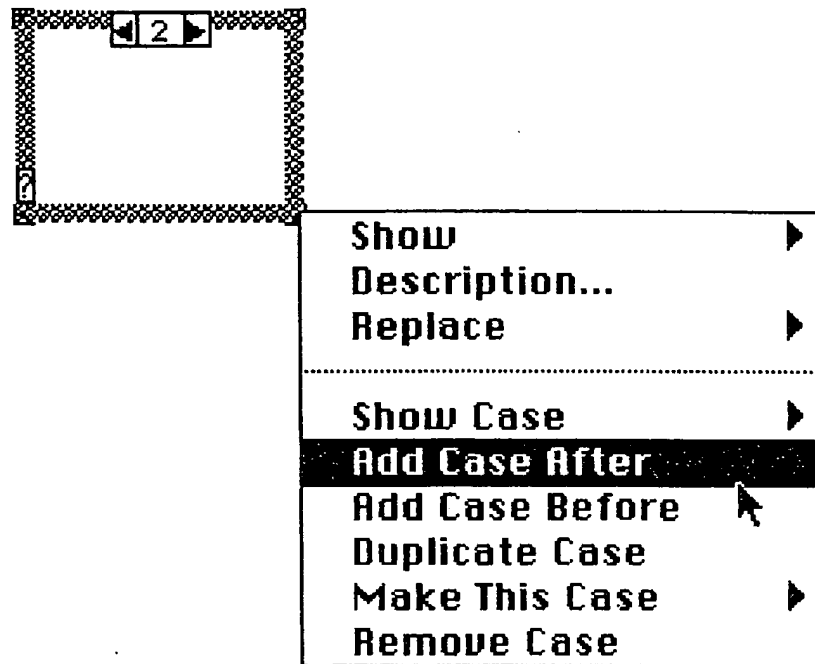 2
?
Show
Description...
Replace
Show Case
Add Case After
Add Case Before
Duplicate Case
Make This Case
Remove Case